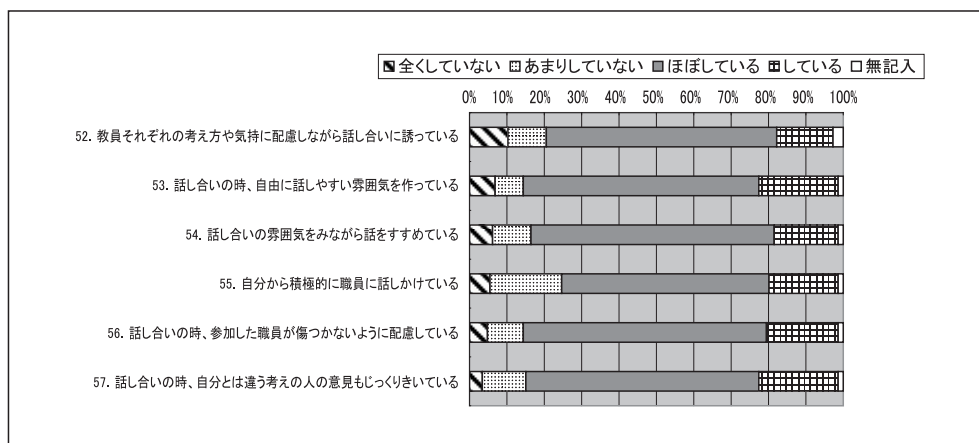 全くしていない あまりしていない ほぼしている している 無記入
0% 10% 20% 30% 40% 50% 60% 70% 80% 90% 100%
52. 教員それぞれの考え方や気持に配慮しながら話し合いに誘っている
53. 話し合いの時、自由に話しやすい雰囲気を作っている
54. 話し合いの雰囲気をみながら話をすすめている
55. 自分から積極的に職員に話しかけている
56. 話し合いの時、参加した職員が傷つかないように配慮している
57. 話し合いの時、自分とは違う考えの人の意見もじっくりきいている